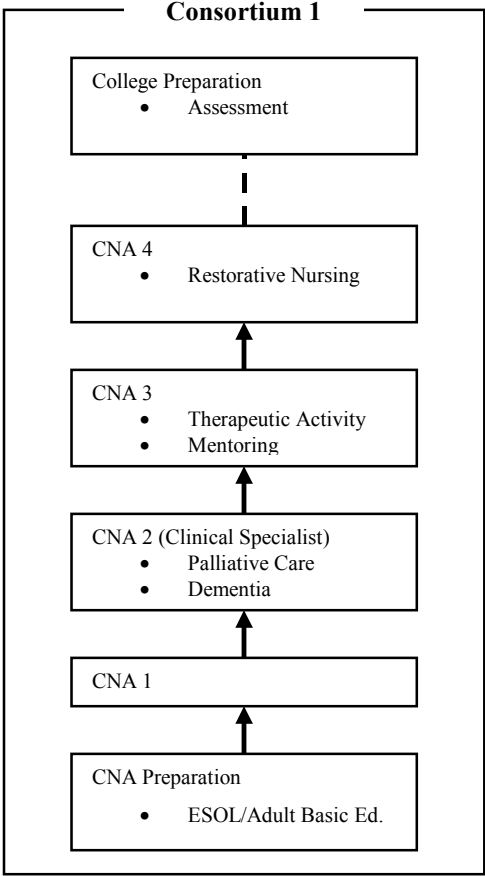 Consortium 1
College Preparation
• Assessment
CNA 4
• Restorative Nursing
CNA 3
• Therapeutic Activity
• Mentoring
CNA 2 (Clinical Specialist)
• Palliative Care
• Dementia
CNA 1
CNA Preparation
• ESOL/Adult Basic Ed.